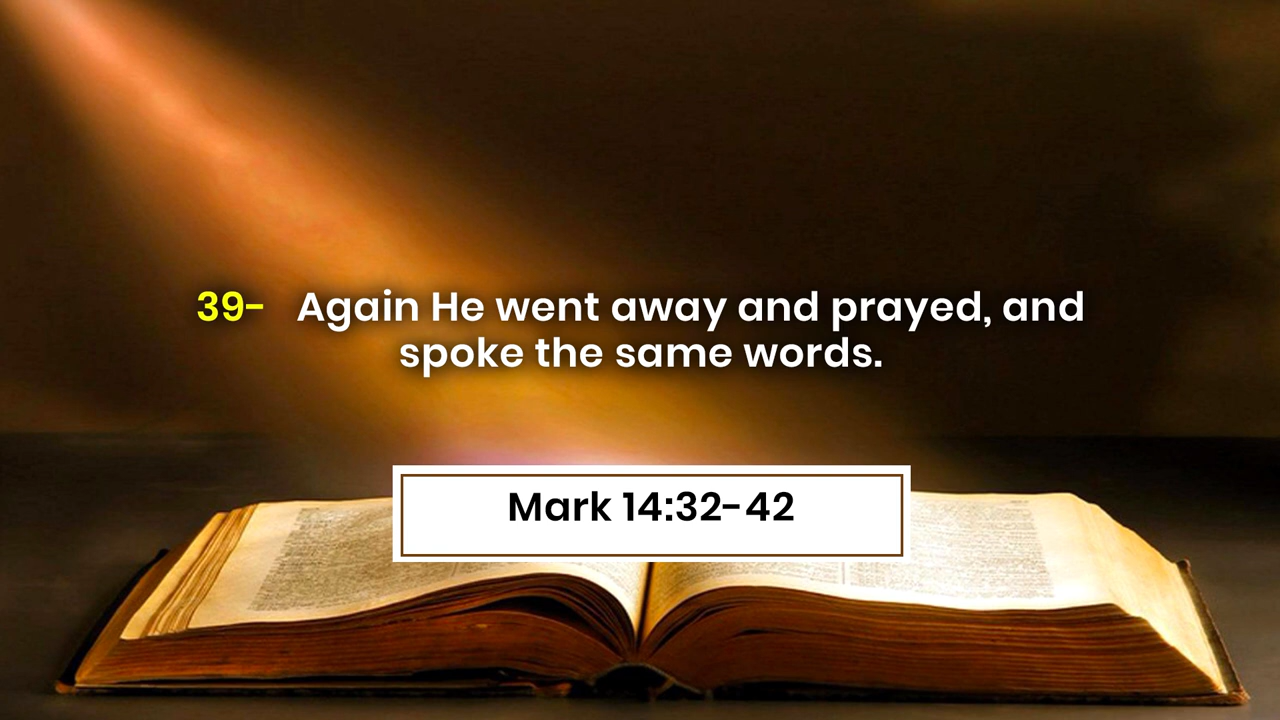 39- Again He went away and prayed, and
spoke the same words.
Mark 14:32-42